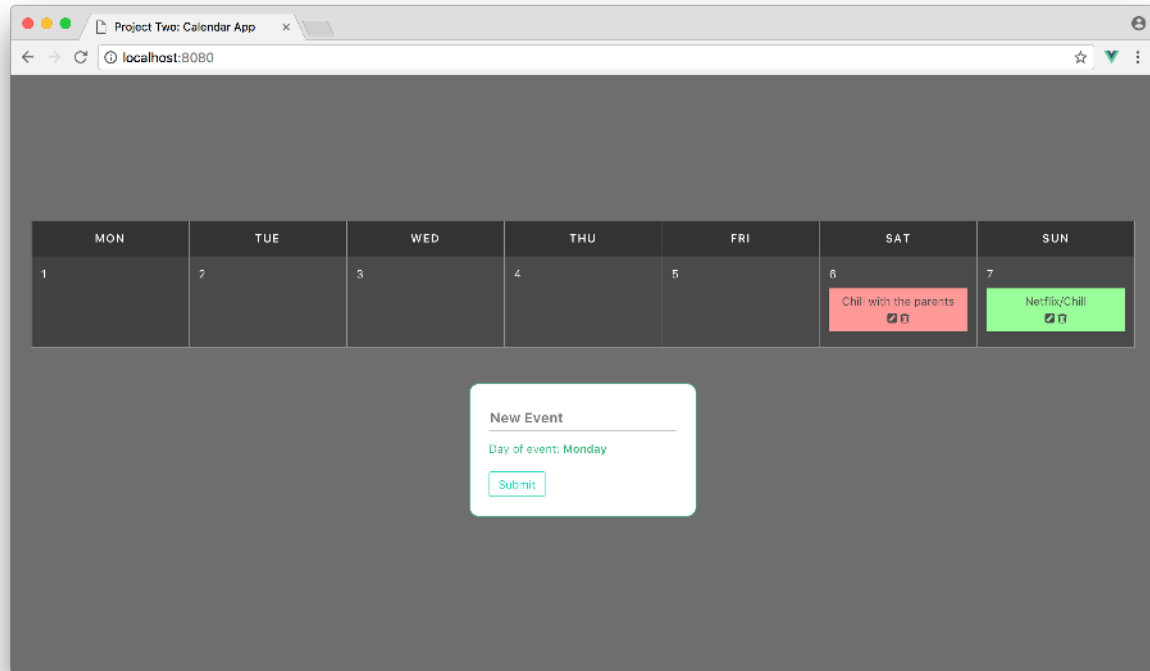 Project Two: Calendar App
localhost:8080
MON TUE WED THU FRI SAT SUN
1 2 3 4 5 6 7
Chill with the parents Netflix/Chill
New Event
Day of event: Monday
Submit